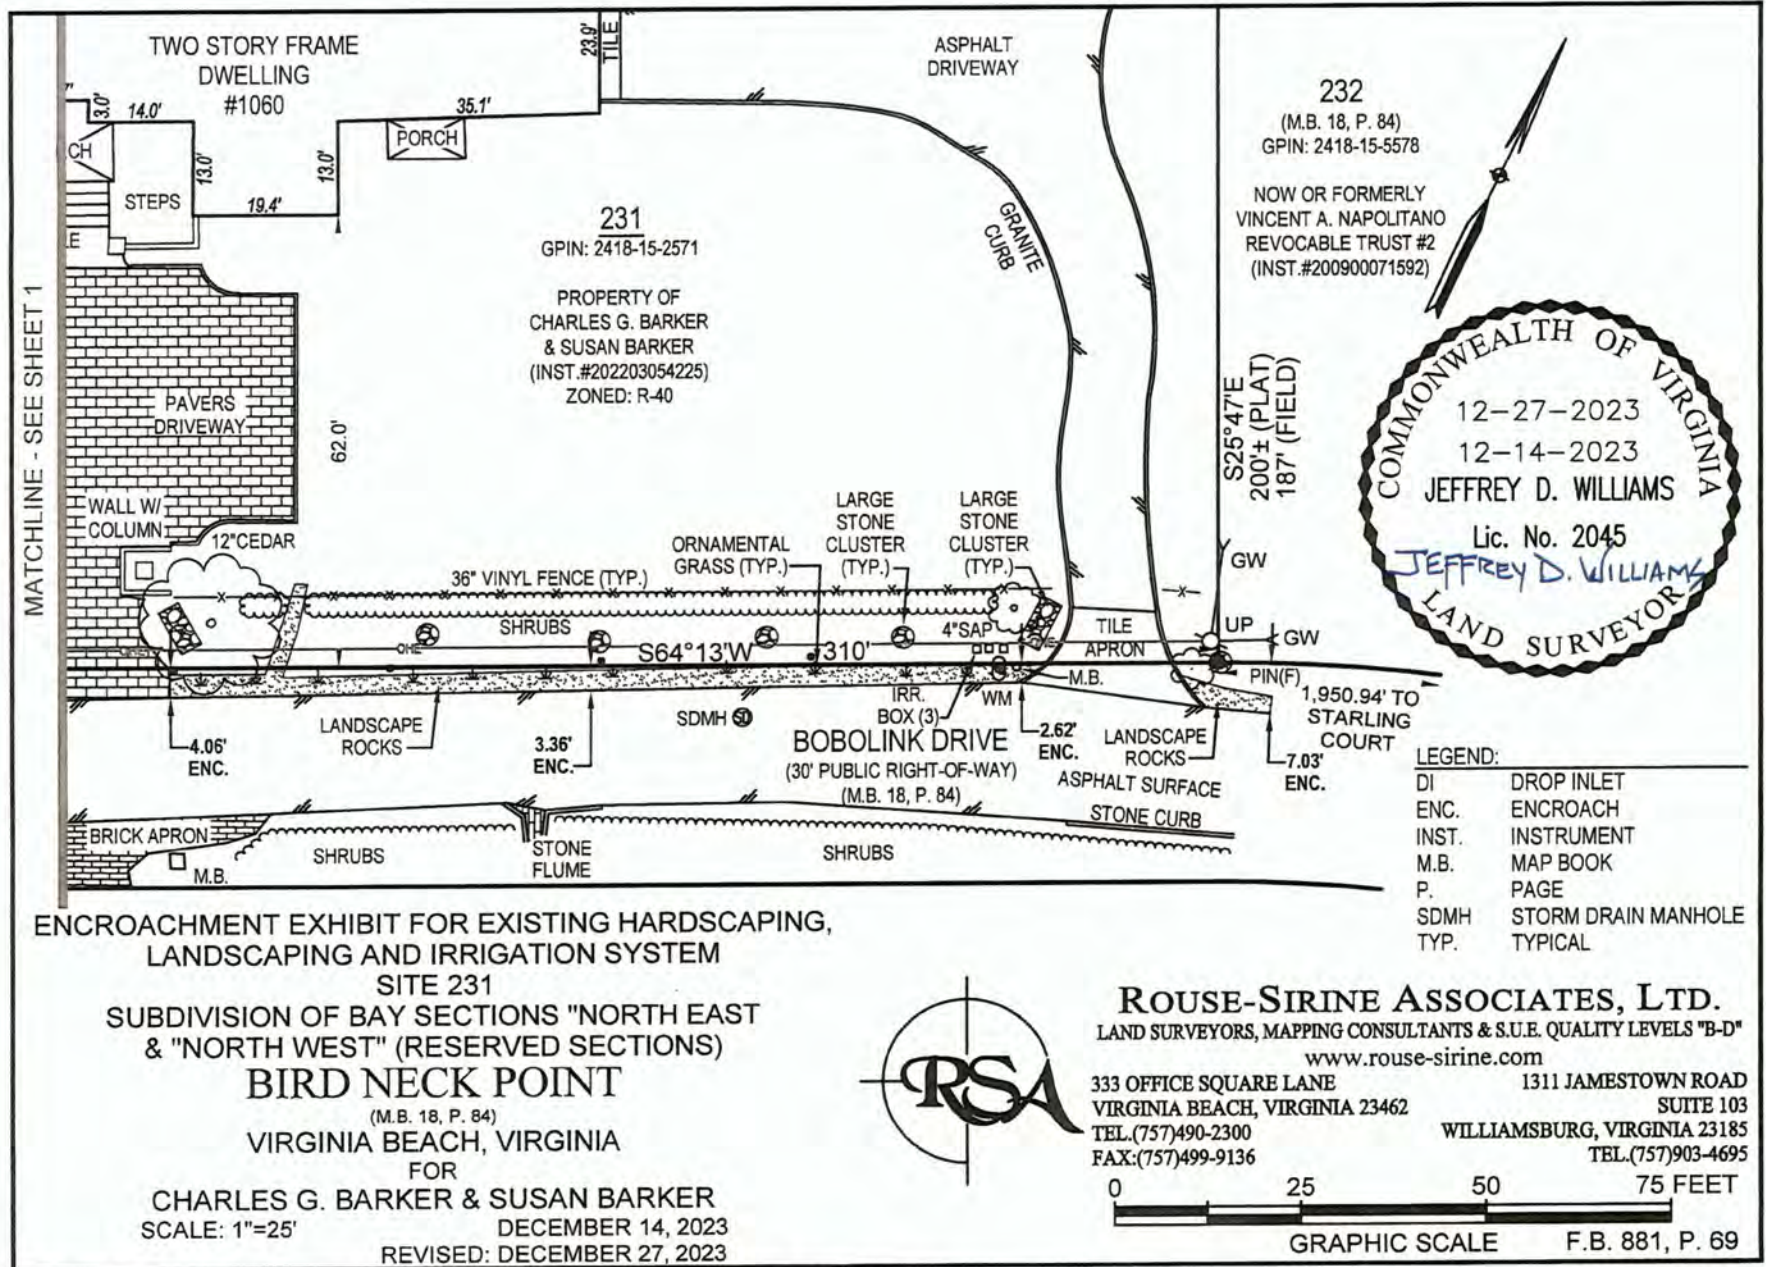 MATCHLINE - SEE SHEET 1
TWO STORY FRAME
DWELLING
#1060
3.0'
14.0'
CH
13.0'
STEPS
19.4'
13.0'
35.1'
PORCH
23.9'
TILE
LE
ASPHALT
DRIVEWAY
GRANITE
CURB
231
GPIN: 2418-15-2571
PROPERTY OF
CHARLES G. BARKER
& SUSAN BARKER
(INST.#202203054225)
ZONED: R-40
232
(M.B. 18, P. 84)
GPIN: 2418-15-5578
NOW OR FORMERLY
VINCENT A. NAPOLITANO
REVOCABLE TRUST #2
(INST.#200900071592)
S25°47'E
200'± (PLAT)
187' (FIELD)
COMMONWEALTH OF VIRGINIA
12-27-2023
12-14-2023
JEFFREY D. WILLIAMS
Lic. No. 2045
JEFFREY D. WILLIAMS
LAND SURVEYOR
PAVERS
DRIVEWAY
62.0'
WALL W/
COLUMN
12"CEDAR
36" VINYL FENCE (TYP.)
ORNAMENTAL
GRASS (TYP.)
LARGE
STONE
CLUSTER
(TYP.)
LARGE
STONE
CLUSTER
(TYP.)
SHRUBS
4"SAP
TILE
APRON
GW
UP
GW
OHE
S64°13'W
310'
M.B.
PIN(F)
1,950.94' TO
STARLING
COURT
IRR.
BOX (3)
WM
SDMH
SD
LANDSCAPE
ROCKS
4.06'
ENC.
3.36'
ENC.
BOBOLINK DRIVE
(30' PUBLIC RIGHT-OF-WAY)
(M.B. 18, P. 84)
2.62'
ENC.
LANDSCAPE
ROCKS
7.03'
ENC.
ASPHALT SURFACE
STONE CURB
BRICK APRON
M.B.
SHRUBS
STONE
FLUME
SHRUBS
LEGEND:
DI DROP INLET
ENC. ENCROACH
INST. INSTRUMENT
M.B. MAP BOOK
P. PAGE
SDMH STORM DRAIN MANHOLE
TYP. TYPICAL
ENCROACHMENT EXHIBIT FOR EXISTING HARDSCAPING,
LANDSCAPING AND IRRIGATION SYSTEM
SITE 231
SUBDIVISION OF BAY SECTIONS "NORTH EAST
& "NORTH WEST" (RESERVED SECTIONS)
BIRD NECK POINT
(M.B. 18, P. 84)
VIRGINIA BEACH, VIRGINIA
FOR
CHARLES G. BARKER & SUSAN BARKER
SCALE: 1"=25' DECEMBER 14, 2023
REVISED: DECEMBER 27, 2023
RSA
ROUSE-SIRINE ASSOCIATES, LTD.
LAND SURVEYORS, MAPPING CONSULTANTS & S.U.E. QUALITY LEVELS "B-D"
www.rouse-sirine.com
333 OFFICE SQUARE LANE
VIRGINIA BEACH, VIRGINIA 23462
TEL.(757)490-2300
FAX:(757)499-9136
1311 JAMESTOWN ROAD
SUITE 103
WILLIAMSBURG, VIRGINIA 23185
TEL.(757)903-4695
0 25 50 75 FEET
GRAPHIC SCALE
F.B. 881, P. 69